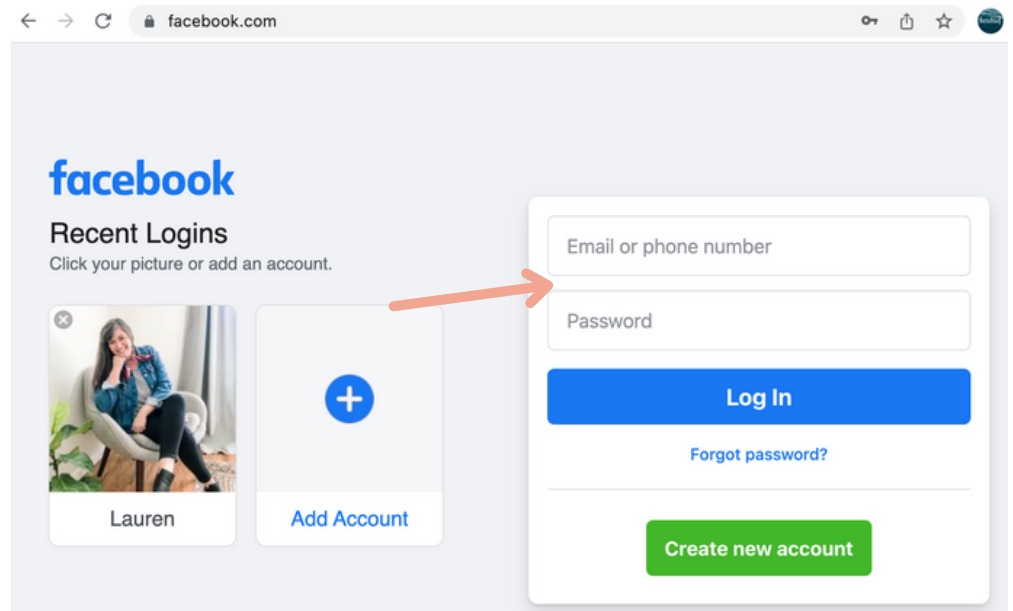 facebook.com
facebook
Recent Logins
Click your picture or add an account.
Lauren
Add Account
Email or phone number
Password
Log In
Forgot password?
Create new account